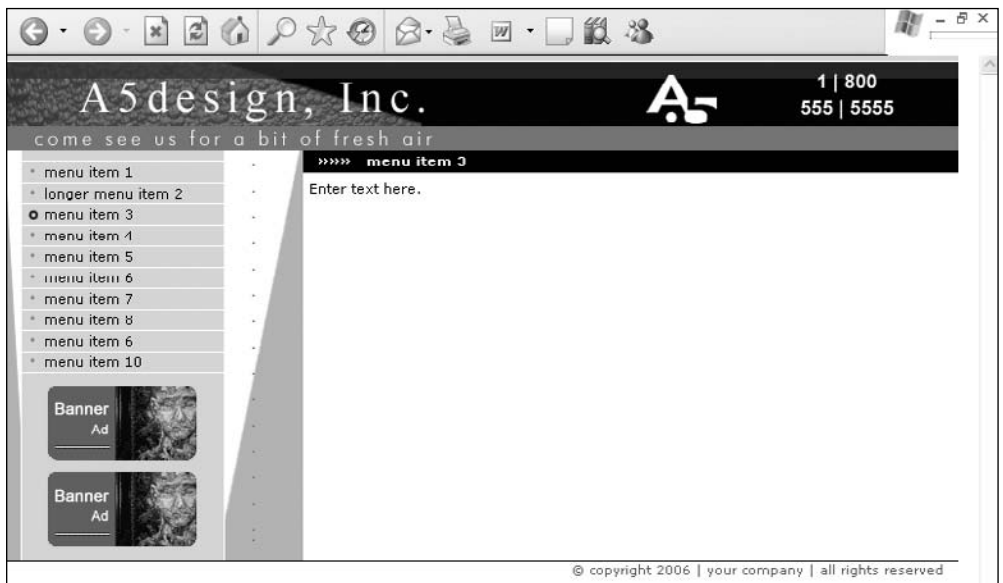 A5design, Inc.
A5
1 | 800
555 | 5555
come see us for a bit of fresh air
»»» menu item 3
menu item 1
longer menu item 2
menu item 3
menu item 4
menu item 5
menu item 6
menu item 7
menu item 8
menu item 6
menu item 10
Enter text here.
Banner
Ad
Banner
Ad
© copyright 2006 | your company | all rights reserved